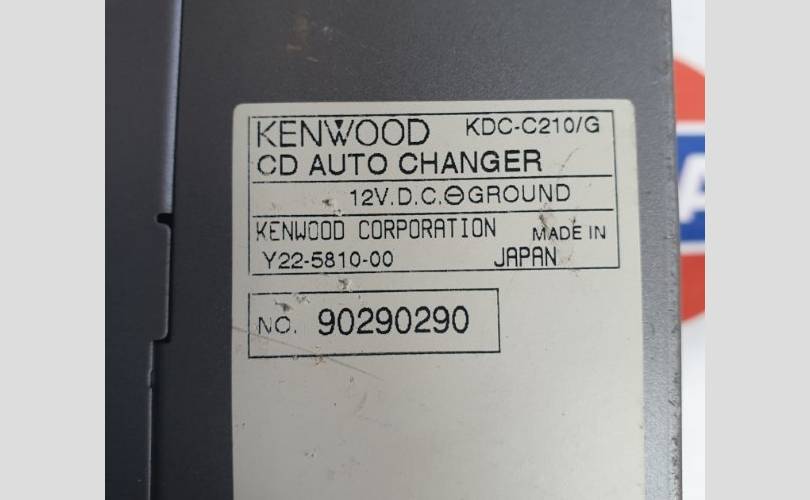 KENWOOD KDC-C210/G
CD AUTO CHANGER
12V.D.C.⊖GROUND
KENWOOD CORPORATION MADE IN
Y22-5810-00 JAPAN
NO. 90290290